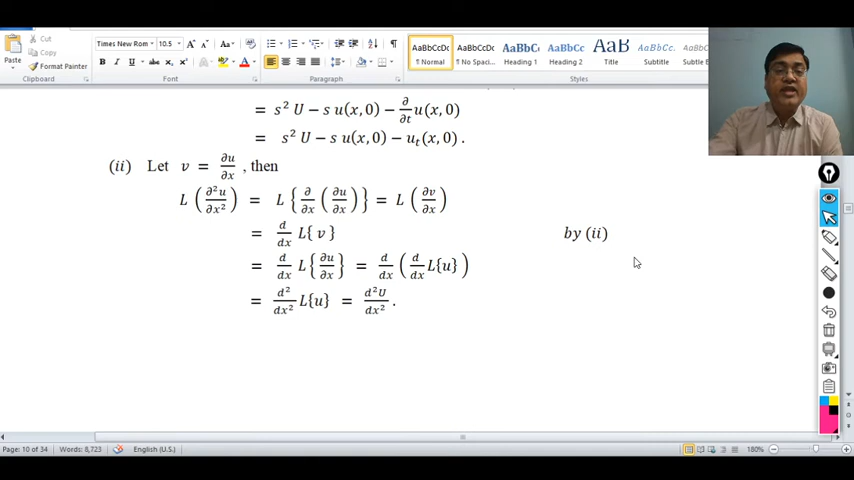 Cut
Copy
Paste
Format Painter
Clipboard
Times New Rom
10.5
Font
Paragraph
AaBbCcDc AaBbCcDc AaBbCc AaBbCc AaBb AaBbCc. AaBbCcDc
¶ Normal ¶ No Spaci... Heading 1 Heading 2 Title Subtitle Subtle Em
Styles
= s² U − s u(x, 0) − ∂/∂t u(x, 0)
= s² U − s u(x, 0) − u_t(x, 0) .
(ii) Let v = ∂u/∂x , then
L (∂²u/∂x²) = L {∂/∂x (∂u/∂x)} = L (∂v/∂x)
= d/dx L{ v } by (ii)
= d/dx L{∂u/∂x} = d/dx (d/dx L{u})
= d²/dx² L{u} = d²U/dx² .
Page: 10 of 34 Words: 8,723 English (U.S.) 180%